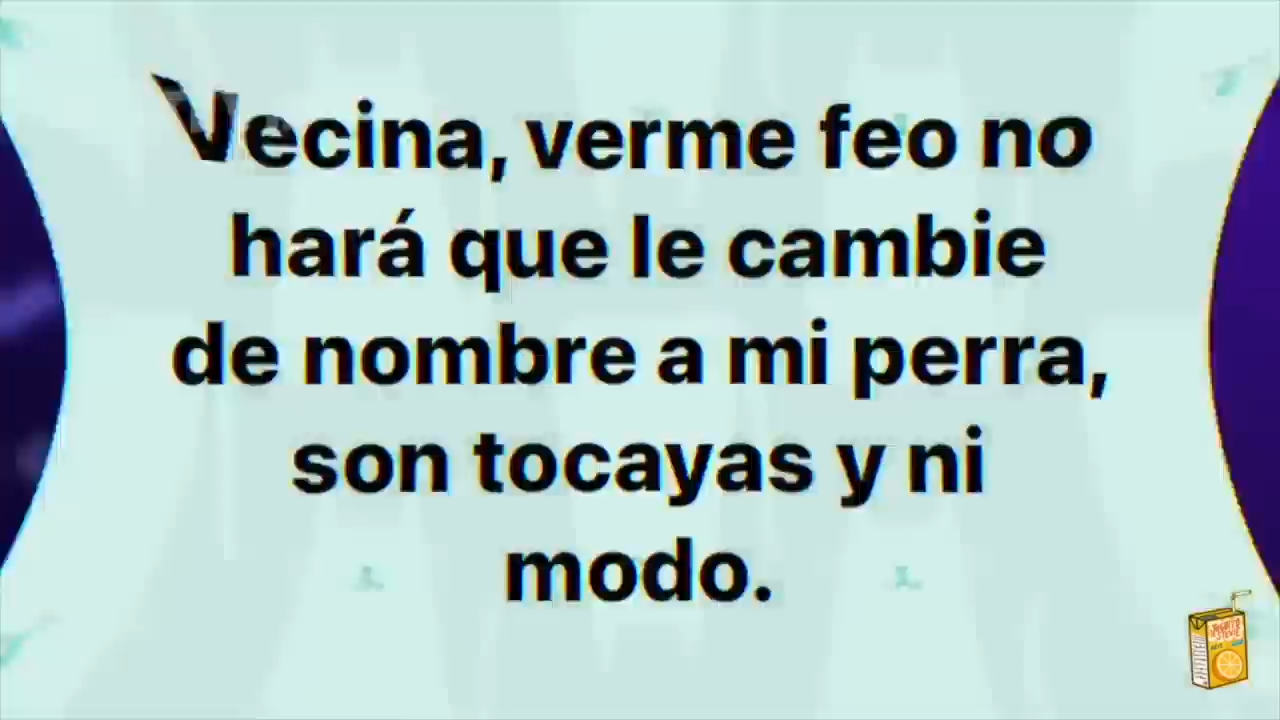 Vecina, verme feo no
hará que le cambie
de nombre a mi perra,
son tocayas y ni
modo.